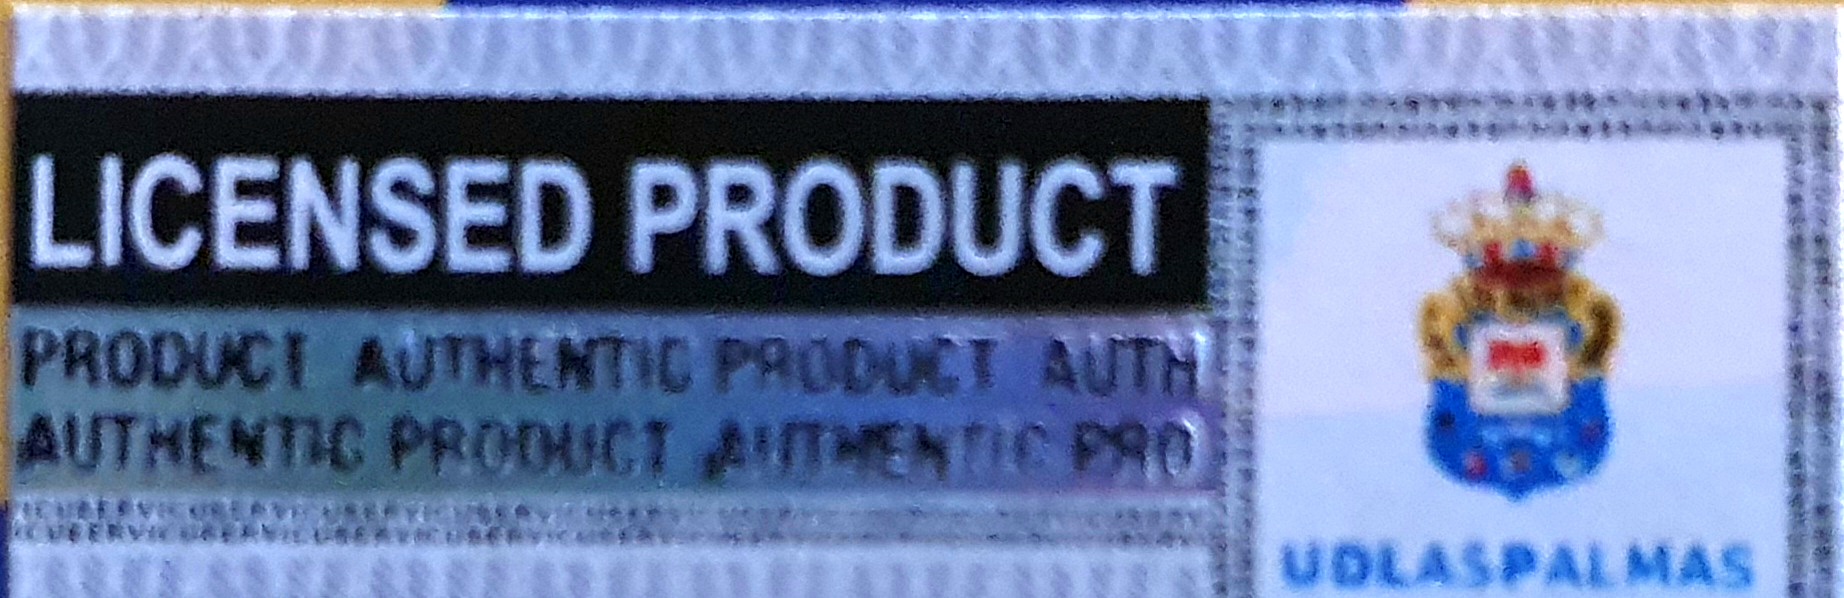 LICENSED PRODUCT
PRODUCT AUTHENTIC PRODUCT AUTH
AUTHENTIC PRODUCT AUTHENTIC PRO
UDLASPALMAS